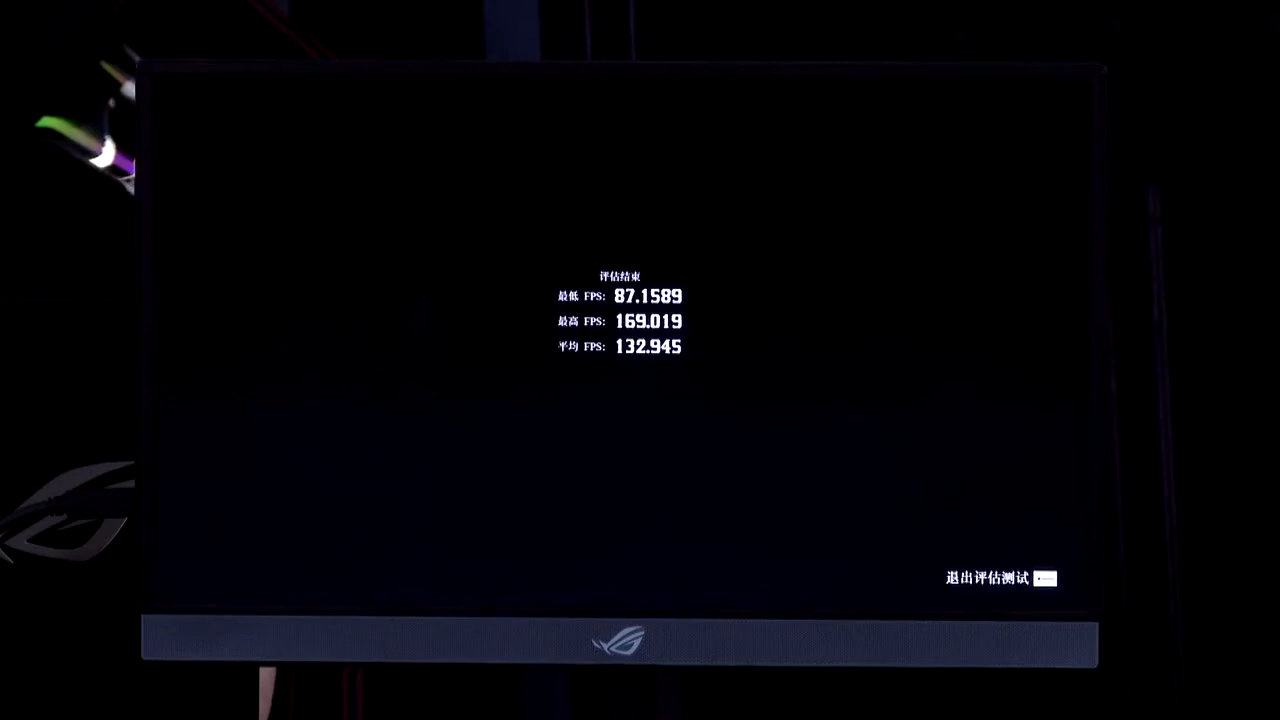 评估结束
最低 FPS: 87.1589
最高 FPS: 169.019
平均 FPS: 132.945
退出评估测试